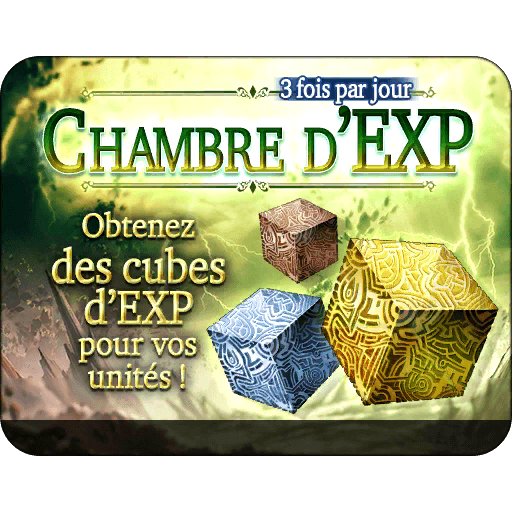 3 fois par jour
CHAMBRE D'EXP
Obtenez
des cubes
d'EXP
pour vos
unités !